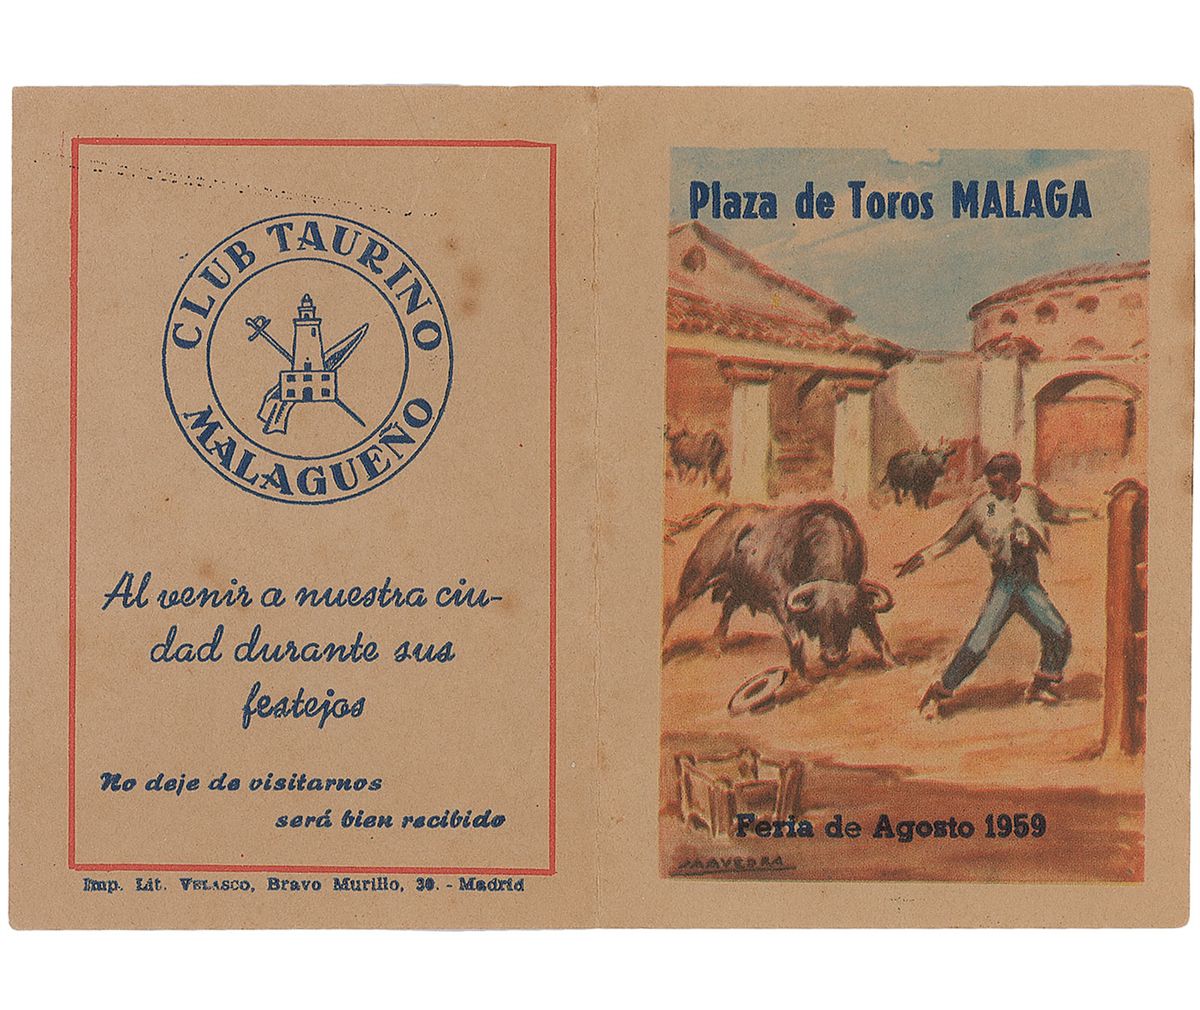 CLUB TAURINO
MALAGUEÑO
Al venir a nuestra ciu-
dad durante sus
festejos
No deje de visitarnos
será bien recibido
Imp. Lit. VELASCO, Bravo Murillo, 30. - Madrid
Plaza de Toros MALAGA
Feria de Agosto 1959
SAAVEDRA